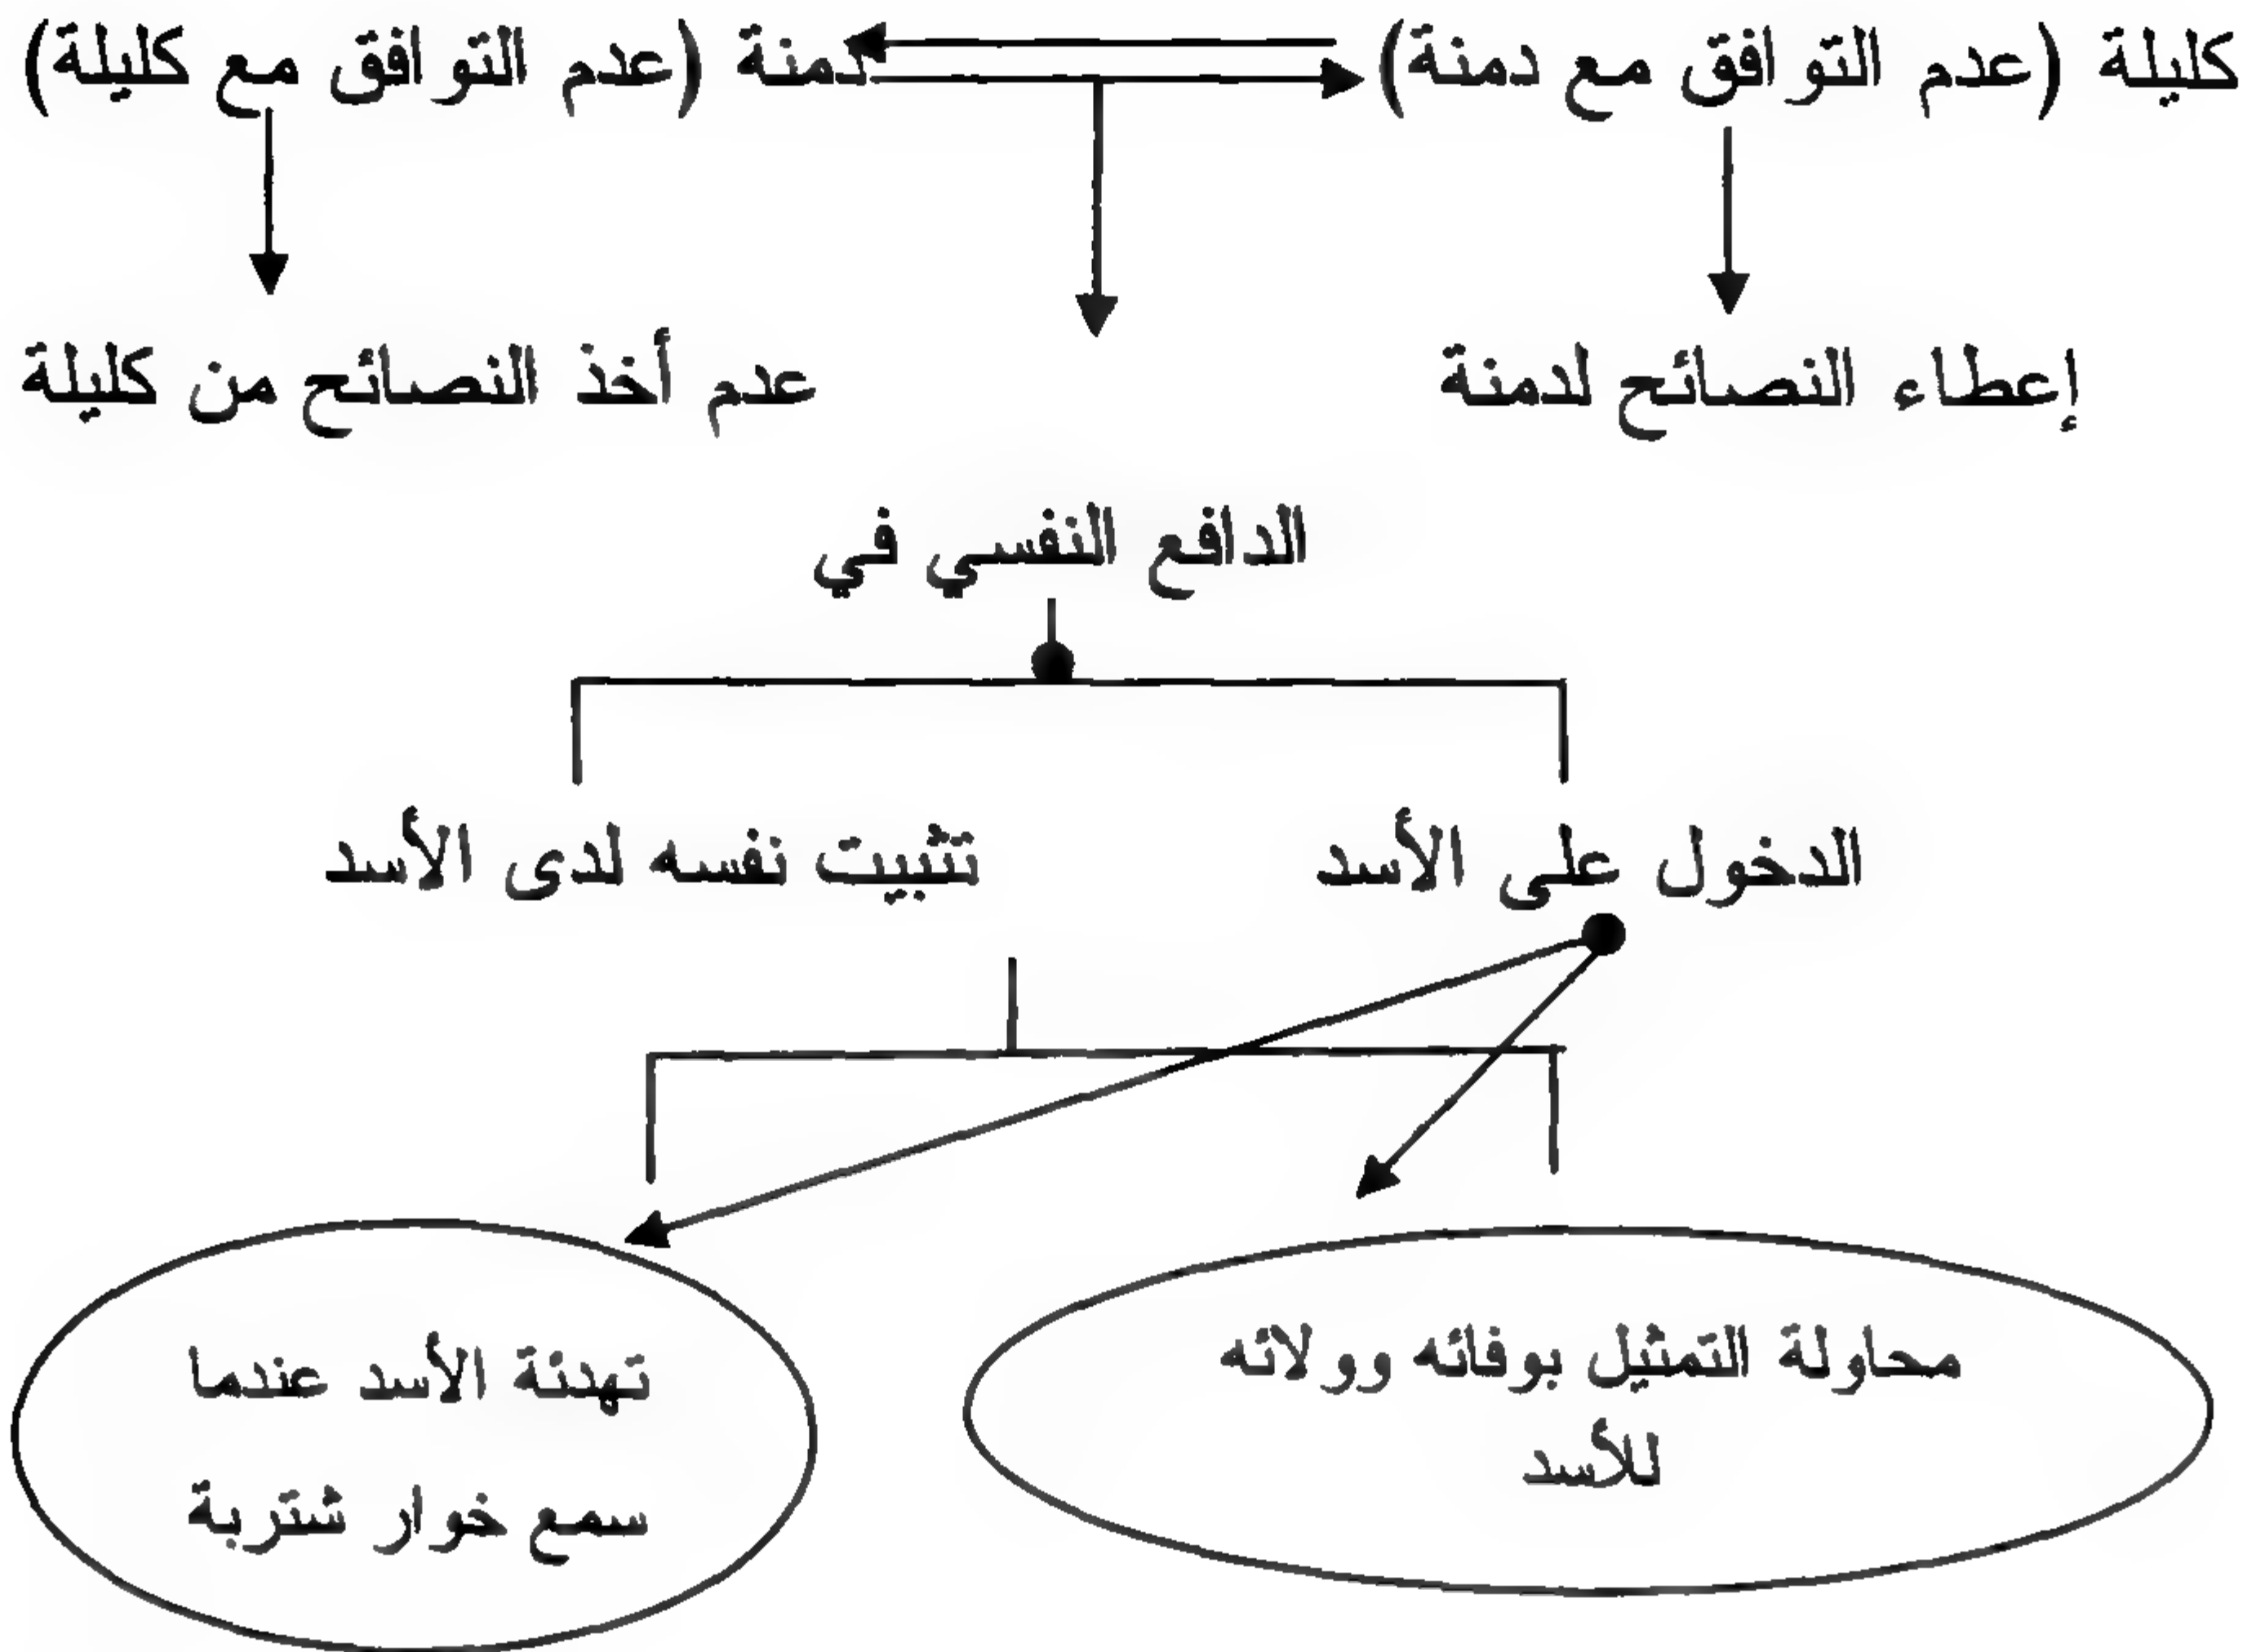 كليلة (عدم التوافق مع دمنة) دمنة (عدم التوافق مع كليلة)
إعطاء النصائح لدمنة عدم أخذ النصائح من كليلة
الدافع النفسي في
الدخول على الأسد تثبيت نفسه لدى الأسد
محاولة التمثيل بوفائه وولائه
للأسد
تهدئة الأسد عندما
سمع خوار شتربة